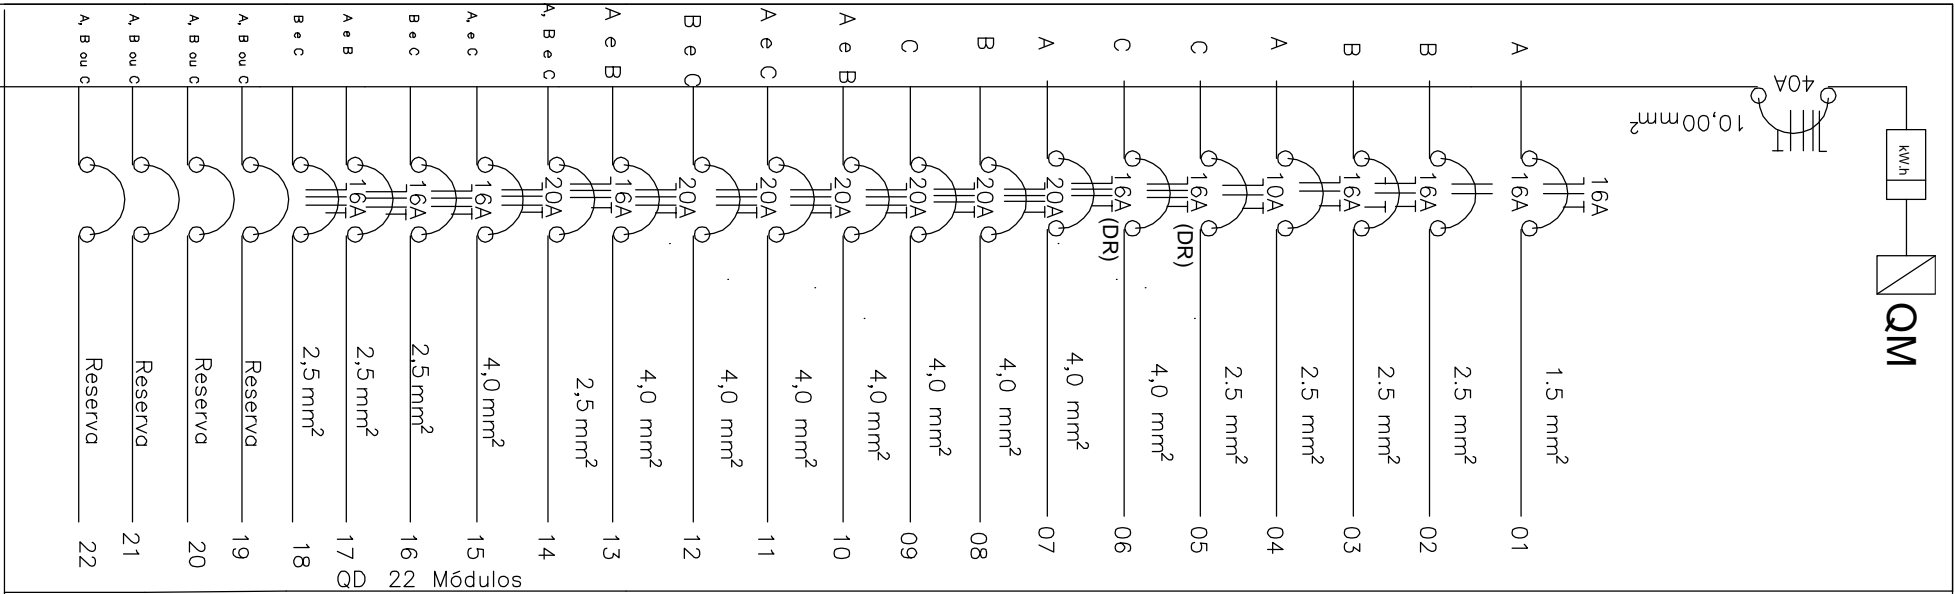 QM
kW.h
40A
10,00mm²
16A
1.5 mm²
A
16A
01
2.5 mm²
B
16A
02
2.5 mm²
B
16A
03
2.5 mm²
A
10A
04
2.5 mm²
C
16A
(DR)
05
4,0 mm²
C
16A
(DR)
06
4,0 mm²
A
20A
07
4,0 mm²
B
20A
08
4,0 mm²
C
20A
09
4,0 mm²
A e B
20A
10
4,0 mm²
A e C
20A
11
4,0 mm²
B e C
20A
12
4,0 mm²
A e B
16A
13
2,5 mm²
A, B e C
20A
14
4,0 mm²
A, e C
16A
15
2,5 mm²
B e C
16A
16
2,5 mm²
A e B
16A
17
2,5 mm²
B e C
18
A, B ou C
Reserva
19
A, B ou C
Reserva
20
A, B ou C
Reserva
21
A, B ou C
Reserva
22
QD 22 Módulos